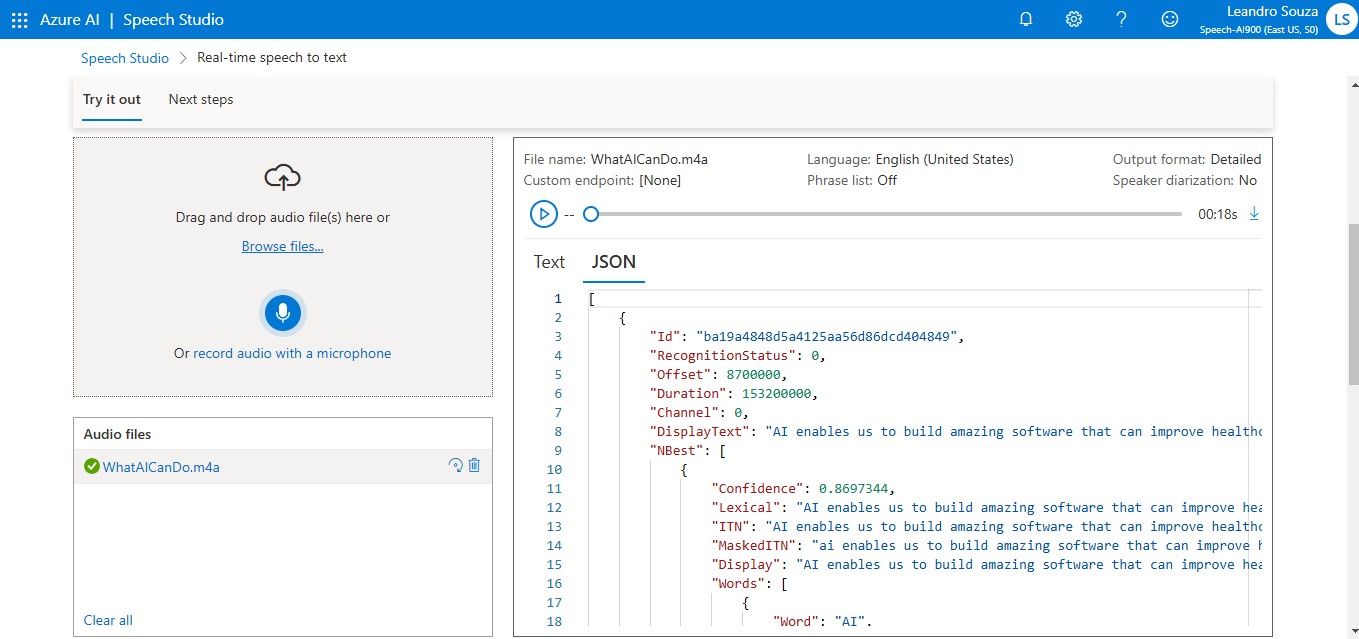 Azure AI | Speech Studio
Leandro Souza
Speech-AI900 (East US, S0)
LS
Speech Studio > Real-time speech to text
Try it out Next steps
Drag and drop audio file(s) here or
Browse files...
Or record audio with a microphone
Audio files
WhatAICanDo.m4a
Clear all
File name: WhatAICanDo.m4a Language: English (United States) Output format: Detailed
Custom endpoint: [None] Phrase list: Off Speaker diarization: No
-- 00:18s
Text JSON
1 [
2 {
3 "Id": "ba19a4848d5a4125aa56d86dcd404849",
4 "RecognitionStatus": 0,
5 "Offset": 8700000,
6 "Duration": 153200000,
7 "Channel": 0,
8 "DisplayText": "AI enables us to build amazing software that can improve healthc
9 "NBest": [
10 {
11 "Confidence": 0.8697344,
12 "Lexical": "AI enables us to build amazing software that can improve hea
13 "ITN": "AI enables us to build amazing software that can improve healthc
14 "MaskedITN": "ai enables us to build amazing software that can improve h
15 "Display": "AI enables us to build amazing software that can improve hea
16 "Words": [
17 {
18 "Word": "AI",